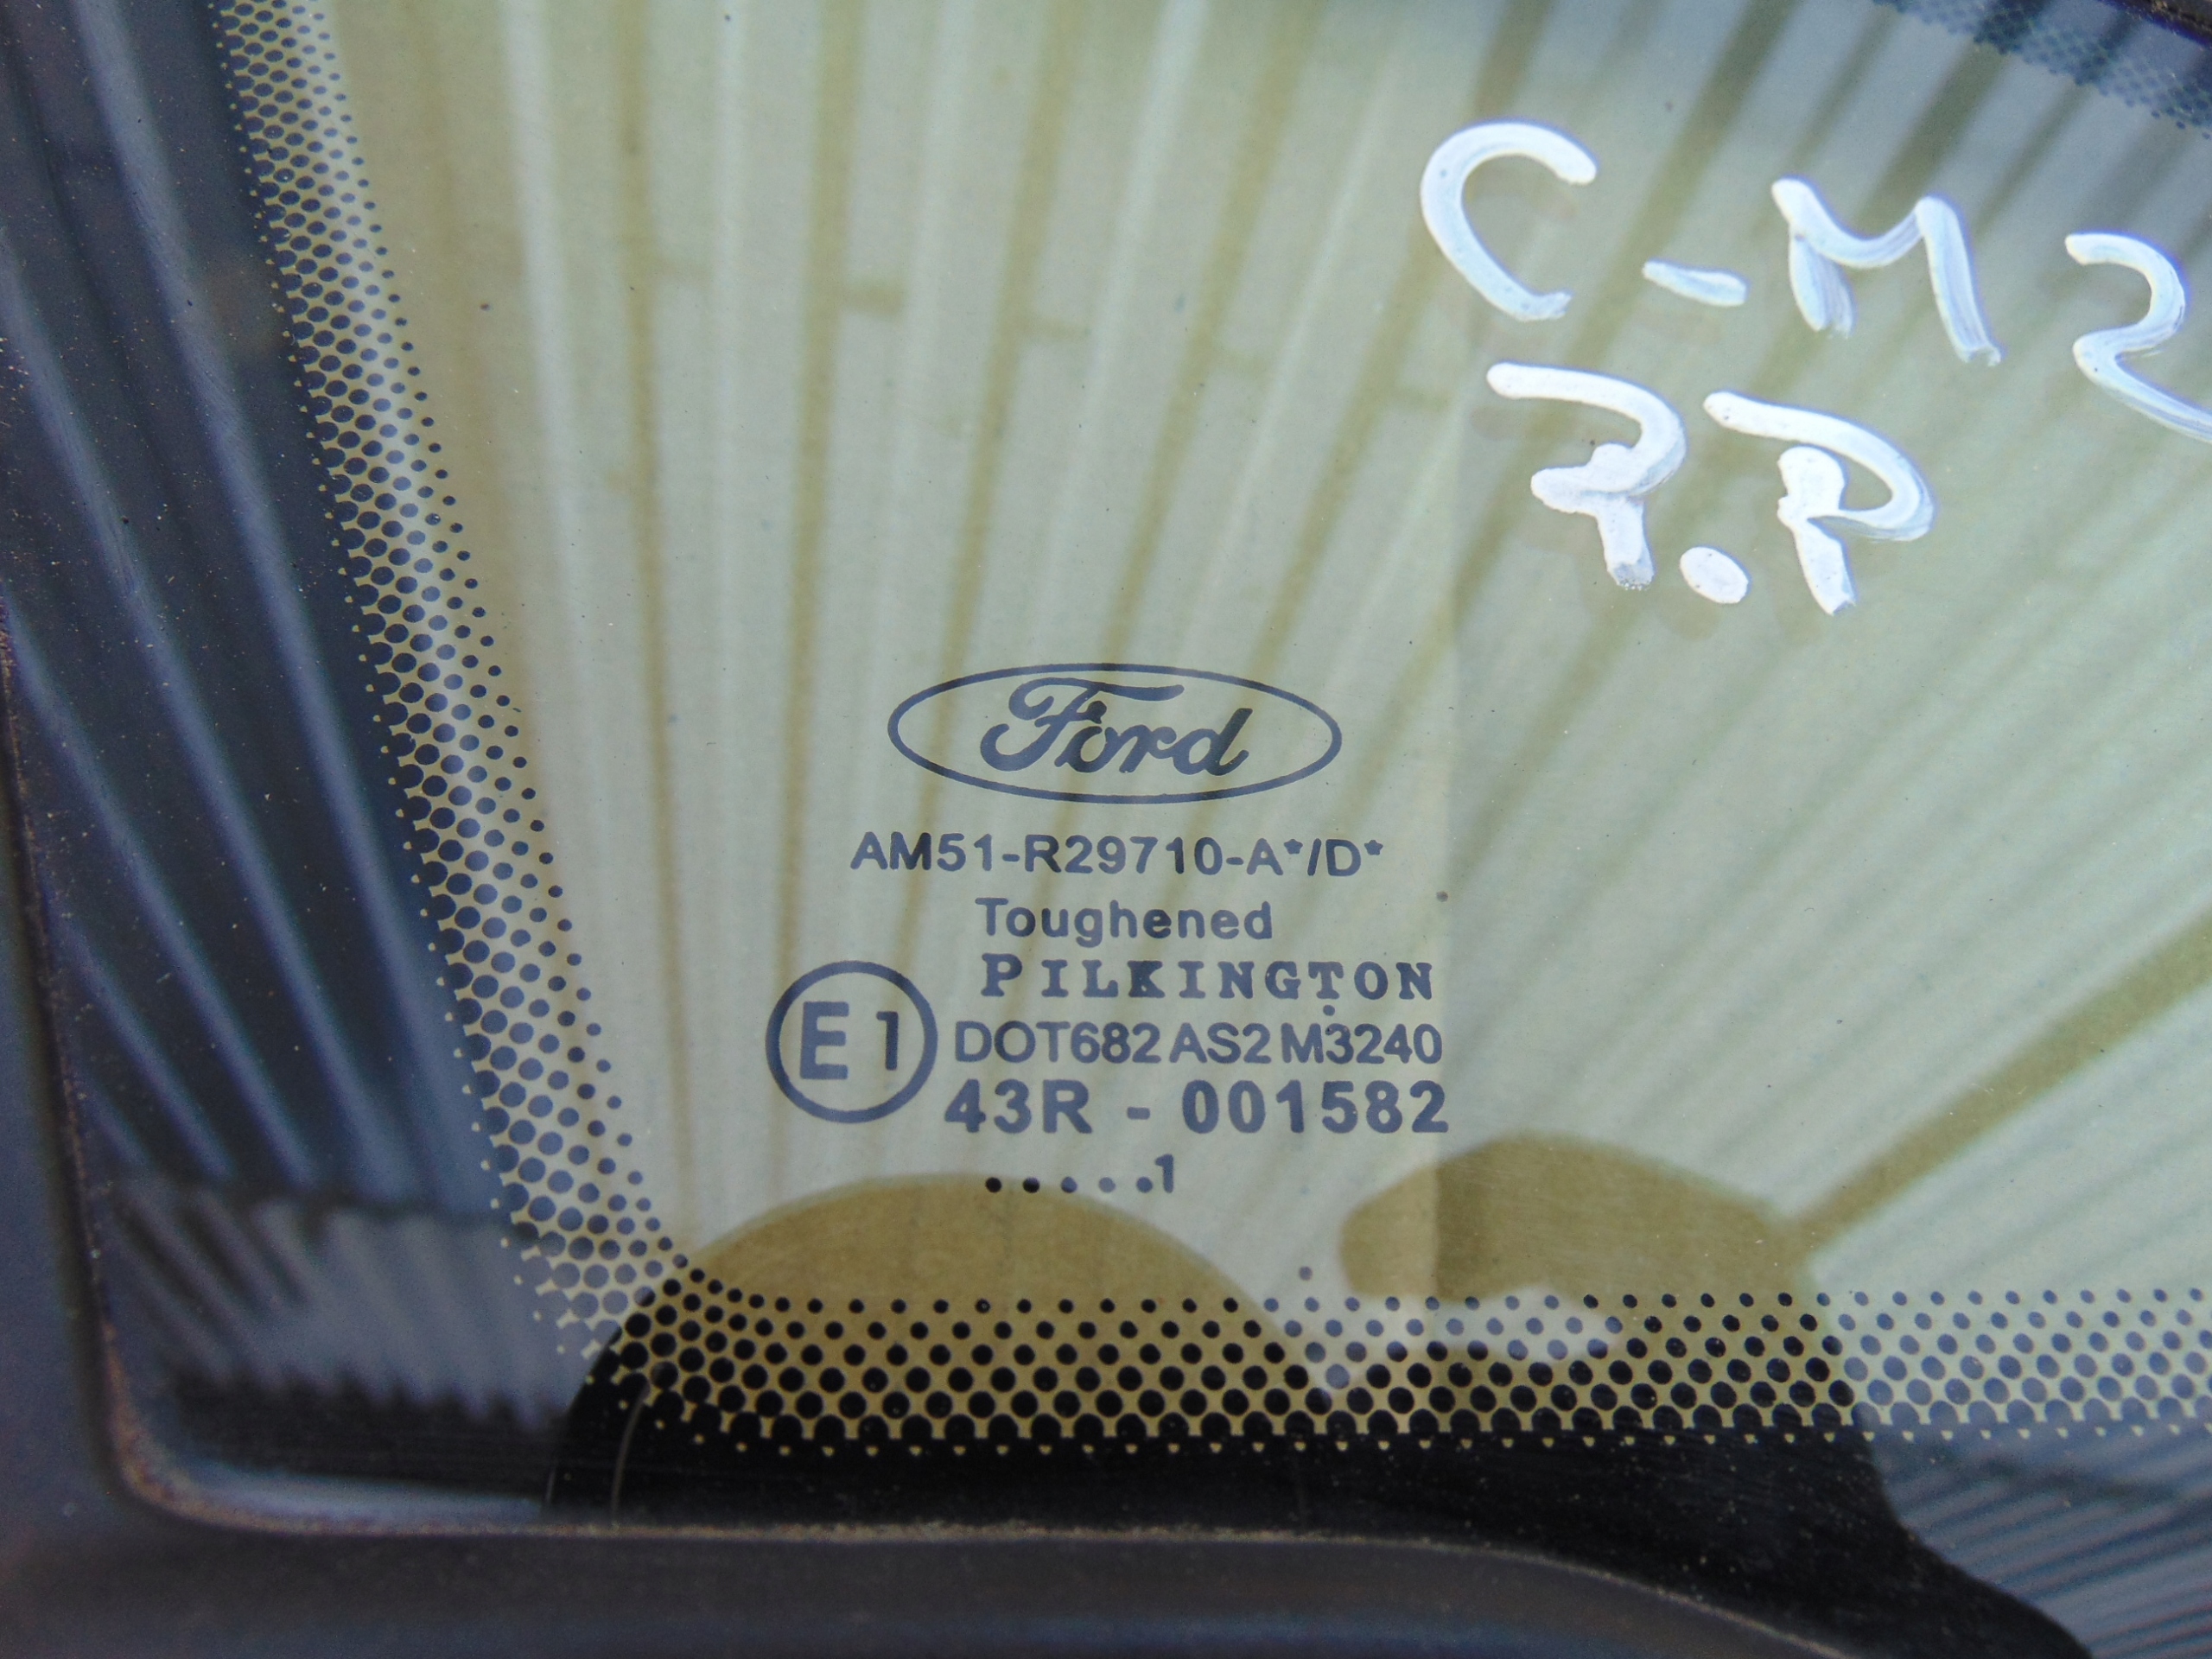 C-M2
P.P
Ford
AM51-R29710-A*/D*
Toughened
PILKINGTON
E1
DOT682 AS2 M3240
43R - 001582
.....1